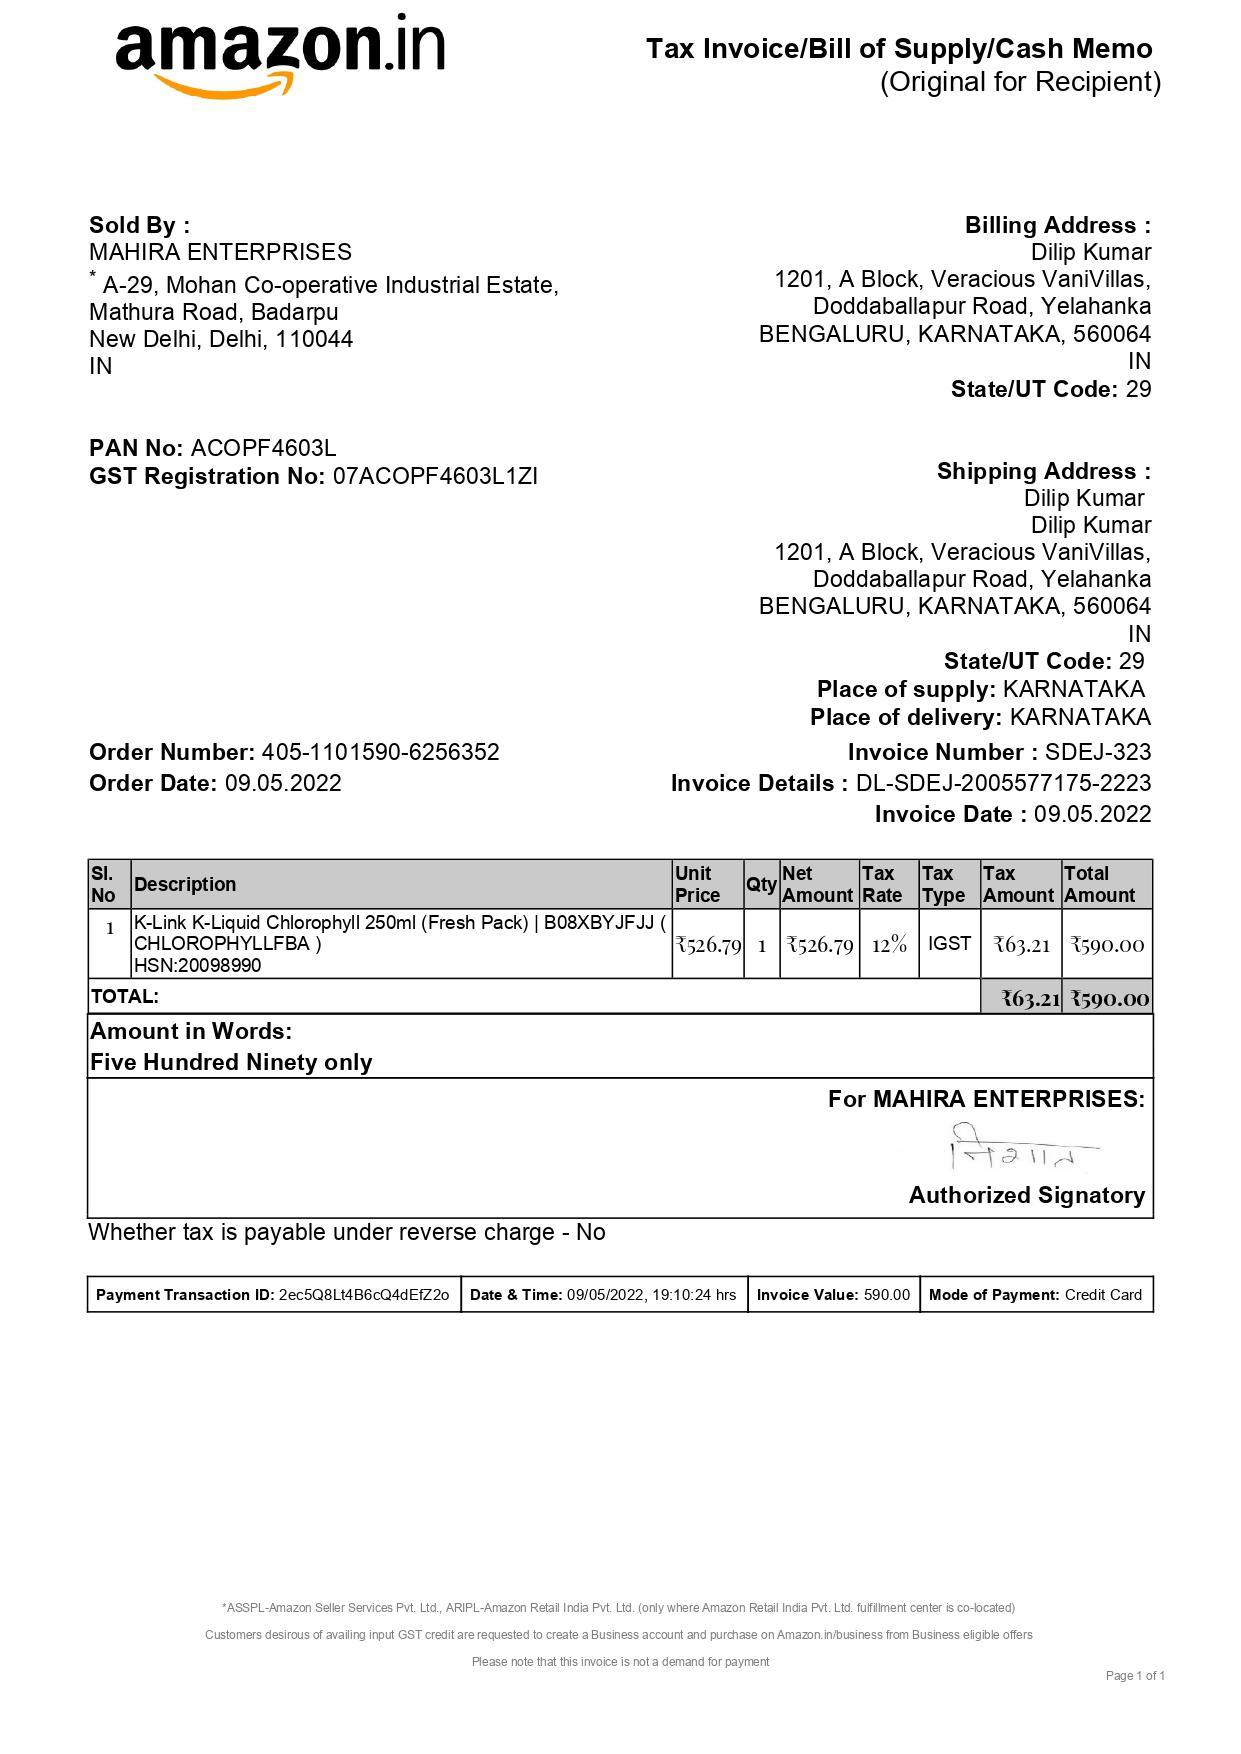 amazon.in
Tax Invoice/Bill of Supply/Cash Memo
(Original for Recipient)
Sold By :
MAHIRA ENTERPRISES
* A-29, Mohan Co-operative Industrial Estate,
Mathura Road, Badarpu
New Delhi, Delhi, 110044
IN
Billing Address :
Dilip Kumar
1201, A Block, Veracious VaniVillas,
Doddaballapur Road, Yelahanka
BENGALURU, KARNATAKA, 560064
IN
State/UT Code: 29
PAN No: ACOPF4603L
GST Registration No: 07ACOPF4603L1ZI
Shipping Address :
Dilip Kumar
Dilip Kumar
1201, A Block, Veracious VaniVillas,
Doddaballapur Road, Yelahanka
BENGALURU, KARNATAKA, 560064
IN
State/UT Code: 29
Place of supply: KARNATAKA
Place of delivery: KARNATAKA
Order Number: 405-1101590-6256352
Order Date: 09.05.2022
Invoice Number : SDEJ-323
Invoice Details : DL-SDEJ-2005577175-2223
Invoice Date : 09.05.2022
Sl. No Description Unit Price Qty Net Amount Tax Rate Tax Type Tax Amount Total Amount
1 K-Link K-Liquid Chlorophyll 250ml (Fresh Pack) | B08XBYJFJJ (
CHLOROPHYLLFBA ) ₹526.79 1 ₹526.79 12% IGST ₹63.21 ₹590.00
HSN:20098990
TOTAL: ₹63.21 ₹590.00
Amount in Words:
Five Hundred Ninety only
For MAHIRA ENTERPRISES:
निशान्त
Authorized Signatory
Whether tax is payable under reverse charge - No
Payment Transaction ID: 2ec5Q8Lt4B6cQ4dEfZ2o Date & Time: 09/05/2022, 19:10:24 hrs Invoice Value: 590.00 Mode of Payment: Credit Card
*ASSPL-Amazon Seller Services Pvt. Ltd., ARIPL-Amazon Retail India Pvt. Ltd. (only where Amazon Retail India Pvt. Ltd. fulfillment center is co-located)
Customers desirous of availing input GST credit are requested to create a Business account and purchase on Amazon.in/business from Business eligible offers
Please note that this invoice is not a demand for payment
Page 1 of 1